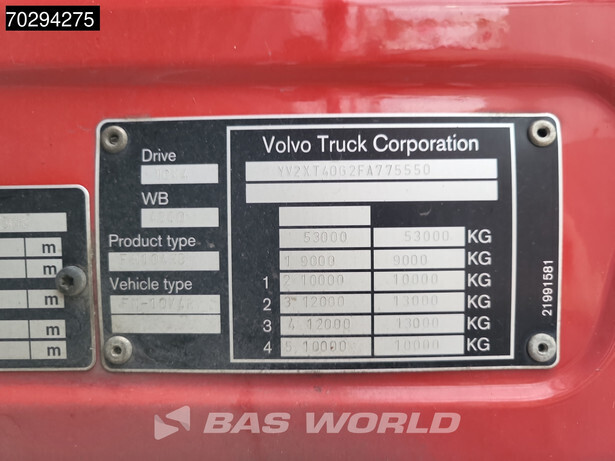 70294275
Volvo Truck Corporation
Drive
WB
Product type
Vehicle type
53000 53000 KG
1 9000 9000 KG
1 2 10000 10000 KG
2 3 12000 13000 KG
3 4 12000 13000 KG
4 5 10000 10000 KG
21991581
m
m
m
m
m
BAS WORLD